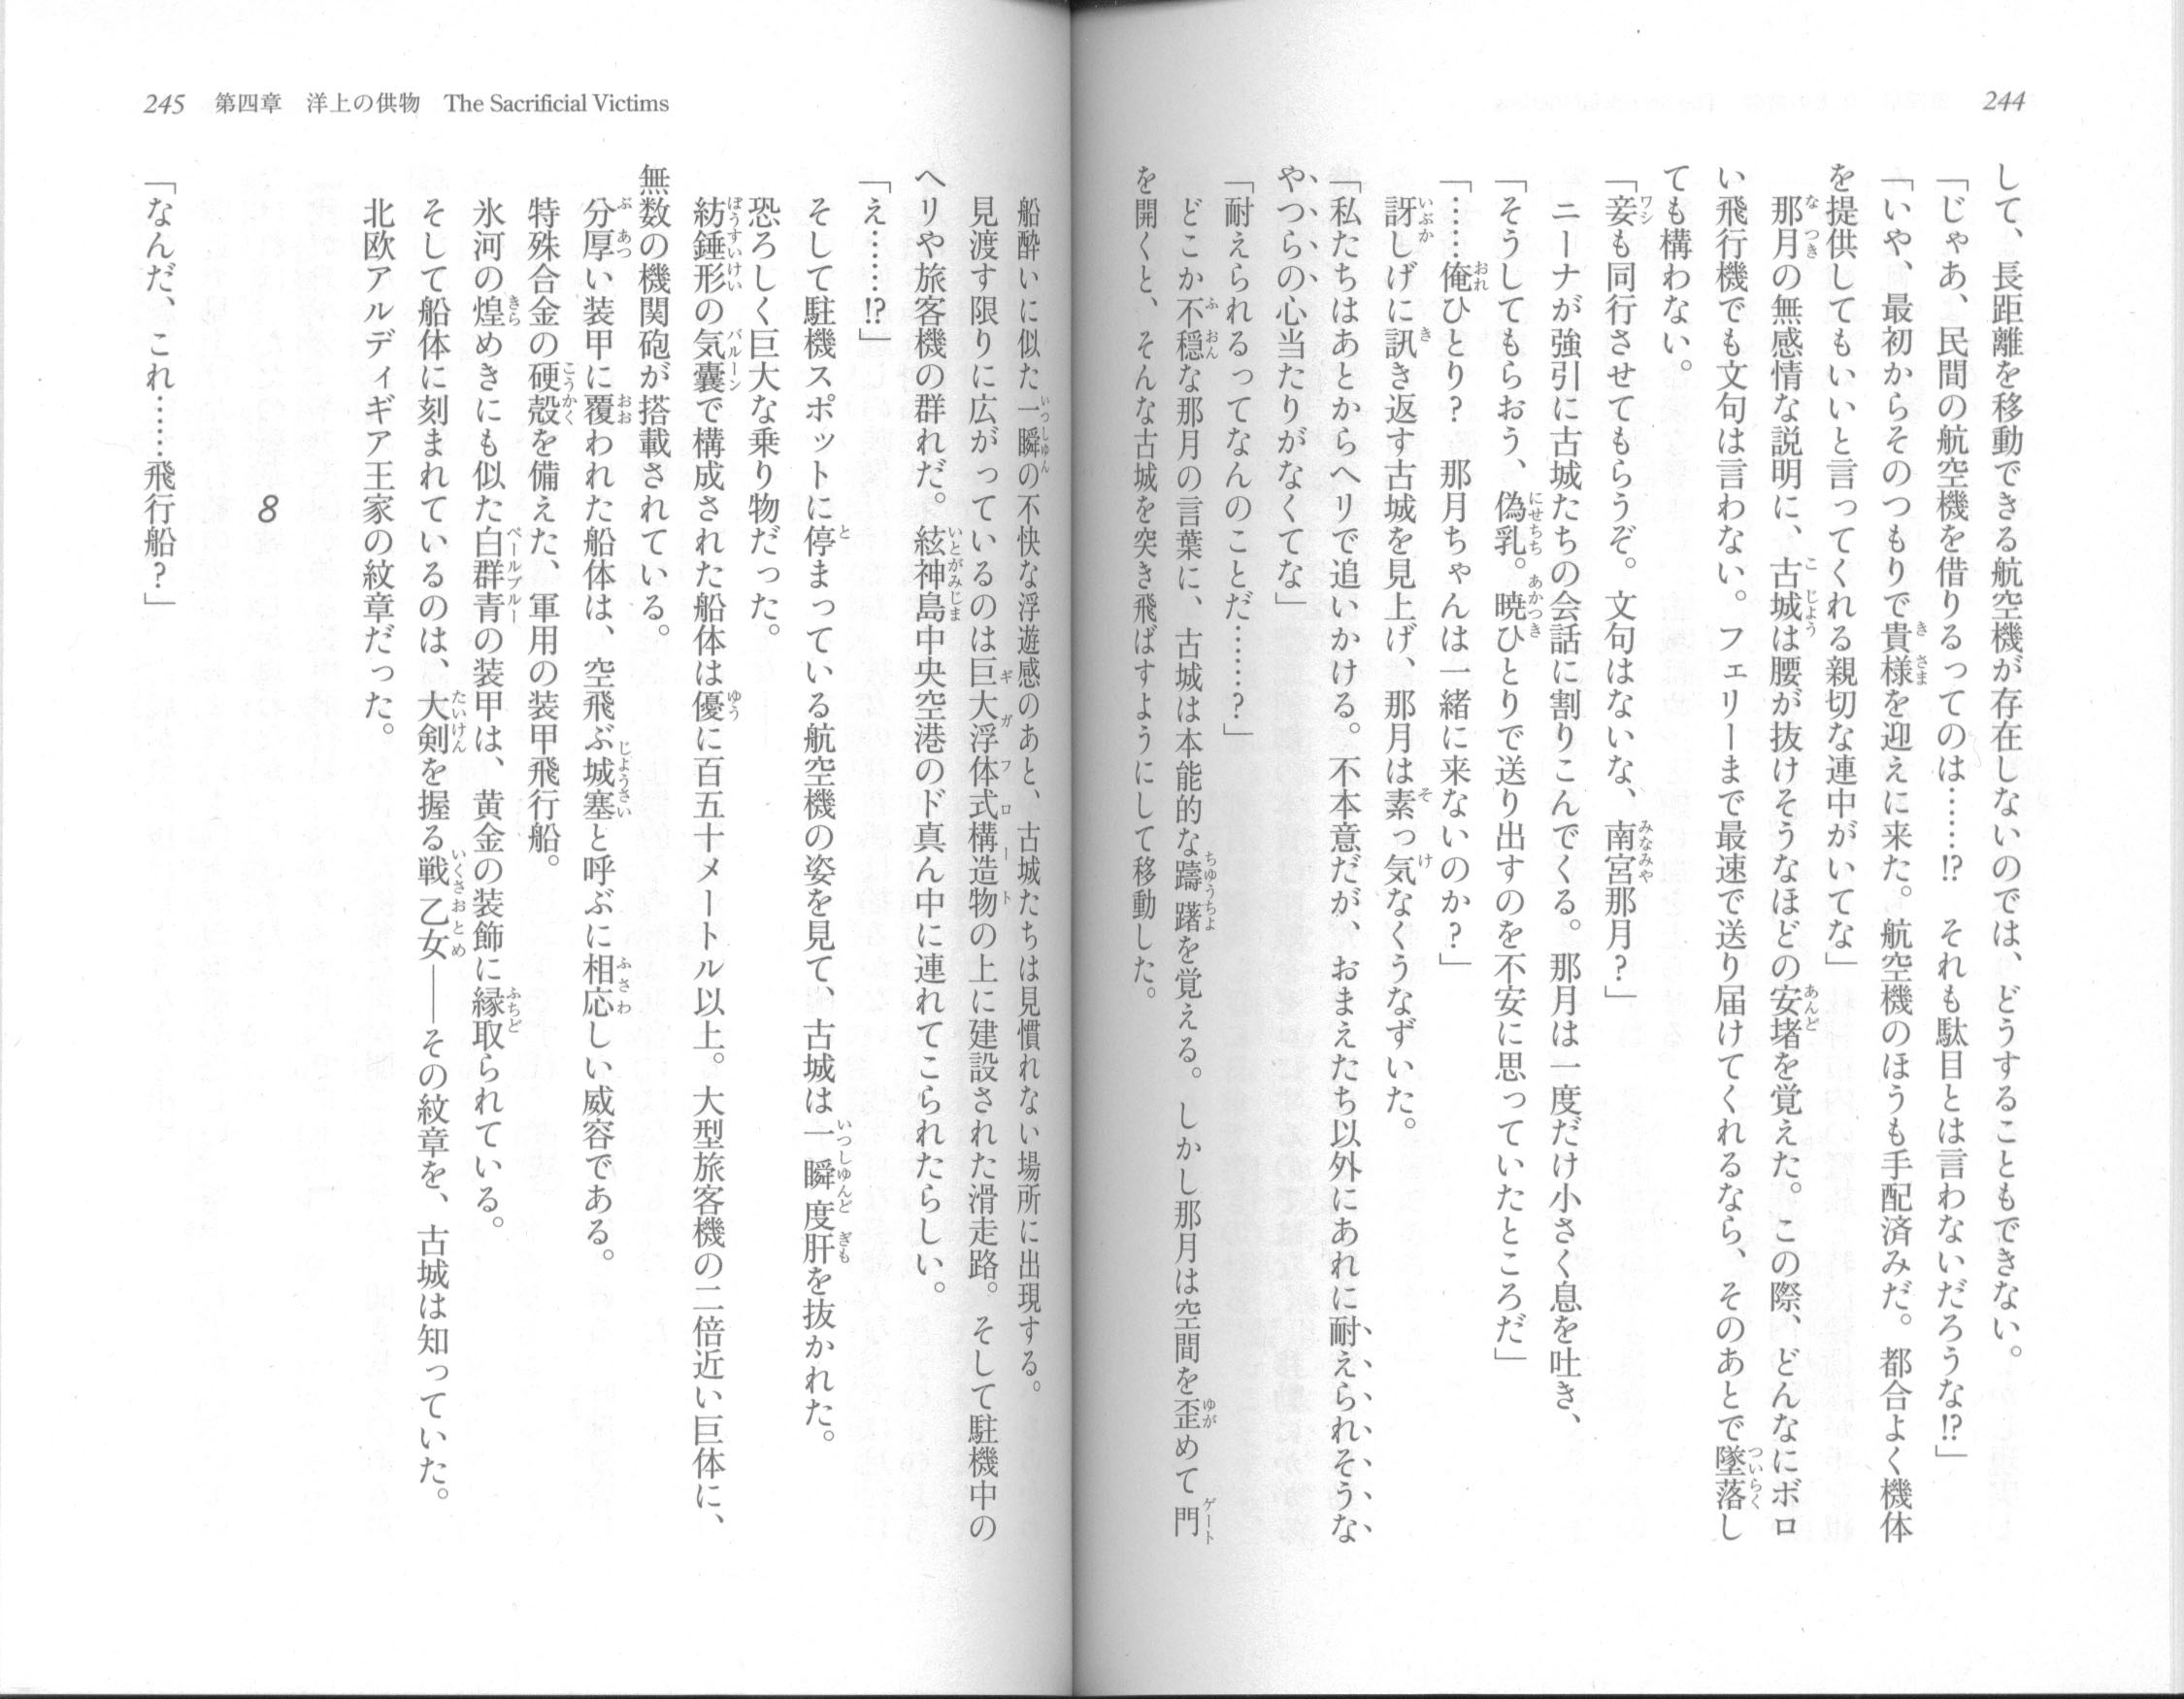 244
して、長距離を移動できる航空機が存在しないのでは、どうすることもできない。
「じゃあ、民間の航空機を借りるってのは……!? それも駄目とは言わないだろうな!?」
「いや、最初からそのつもりで貴様を迎えに来た。航空機のほうも手配済みだ。都合よく機体
を提供してもいいと言ってくれる親切な連中がいてな」
那月の無感情な説明に、古城は腰が抜けそうなほどの安堵を覚えた。この際、どんなにボロ
い飛行機でも文句は言わない。フェリーまで最速で送り届けてくれるなら、そのあとで墜落し
ても構わない。
「妾も同行させてもらうぞ。文句はないな、南宮那月?」
ニーナが強引に古城たちの会話に割りこんでくる。那月は一度だけ小さく息を吐き、
「そうしてもらおう、偽乳。暁ひとりで送り出すのを不安に思っていたところだ」
「……俺ひとり? 那月ちゃんは一緒に来ないのか?」
訝しげに訊き返す古城を見上げ、那月は素っ気なくうなずいた。
「私たちはあとからヘリで追いかける。不本意だが、おまえたち以外にあれに耐えられそうな
やつらの心当たりがなくてな」
「耐えられるってなんのことだ……?」
どこか不穏な那月の言葉に、古城は本能的な躊躇を覚える。しかし那月は空間を歪めて門
を開くと、そんな古城を突き飛ばすようにして移動した。
245 第四章 洋上の供物 The Sacrificial Victims
船酔いに似た一瞬の不快な浮遊感のあと、古城たちは見慣れない場所に出現する。
見渡す限りに広がっているのは巨大浮体式構造物の上に建設された滑走路。そして駐機中の
ヘリや旅客機の群れだ。絃神島中央空港のド真ん中に連れてこられたらしい。
「え……!?」
そして駐機スポットに停まっている航空機の姿を見て、古城は一瞬度肝を抜かれた。
恐ろしく巨大な乗り物だった。
紡錘形の気嚢で構成された船体は優に百五十メートル以上。大型旅客機の二倍近い巨体に、
無数の機関砲が搭載されている。
分厚い装甲に覆われた船体は、空飛ぶ城塞と呼ぶに相応しい威容である。
特殊合金の硬殻を備えた、軍用の装甲飛行船。
氷河の煌めきにも似た白群青の装甲は、黄金の装飾に縁取られている。
そして船体に刻まれているのは、大剣を握る戦乙女――その紋章を、古城は知っていた。
北欧アルディギア王家の紋章だった。
8
「なんだ、これ……飛行船?」